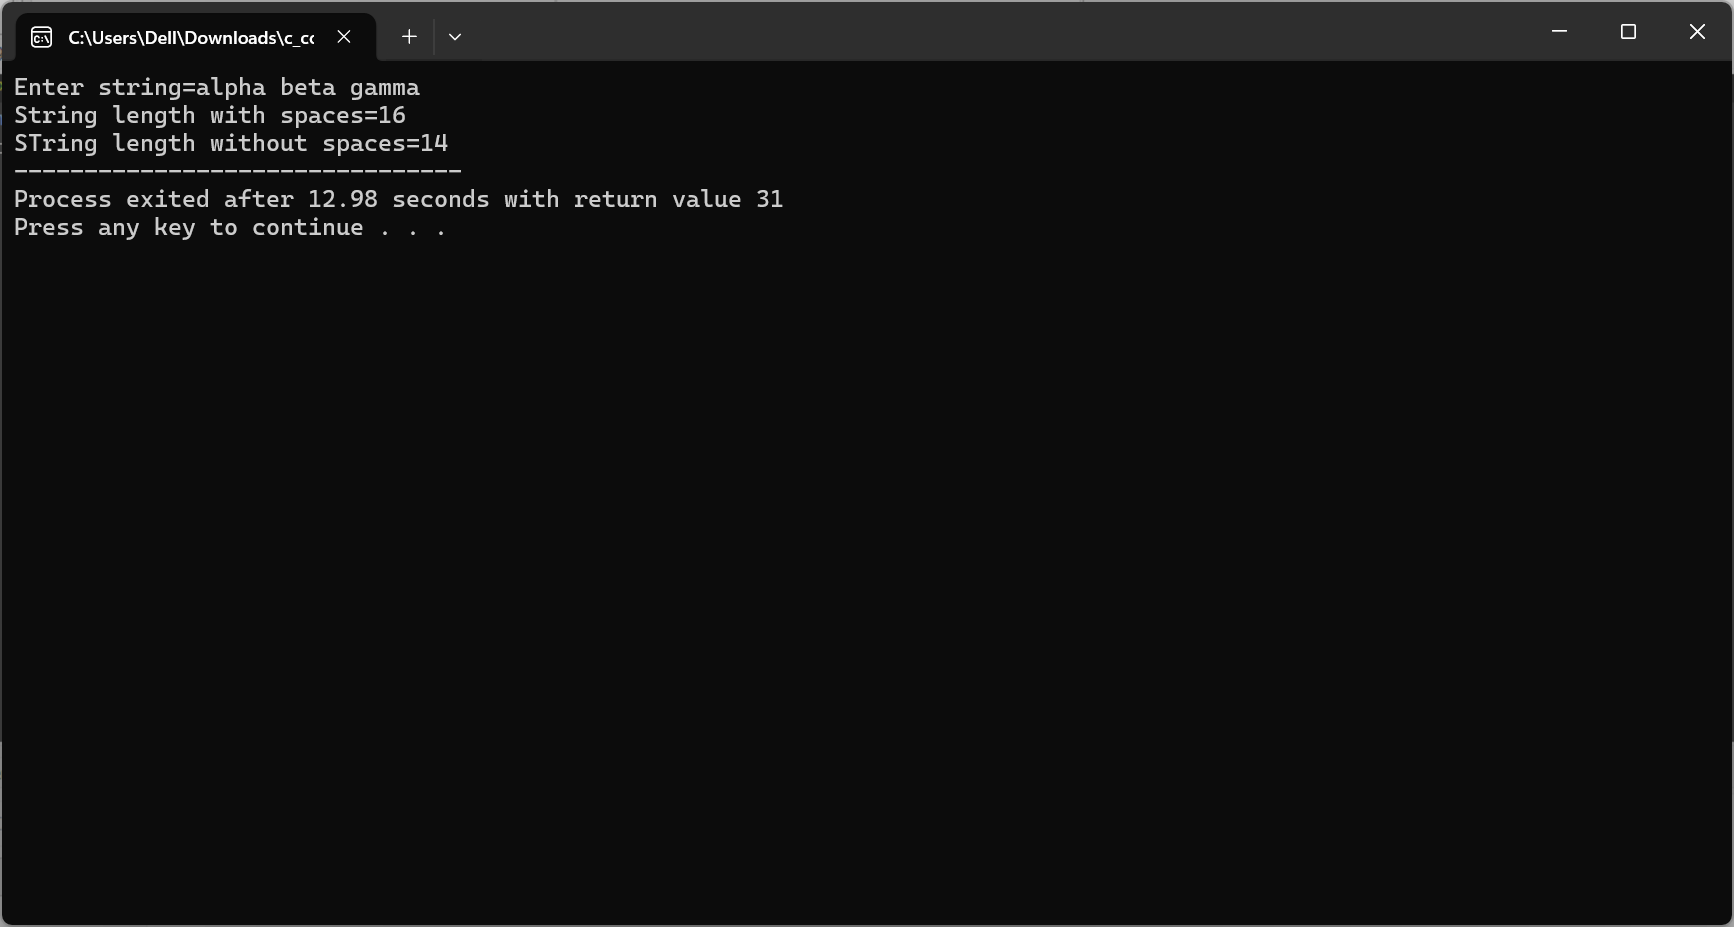 C:\Users\Dell\Downloads\c_cc
Enter string=alpha beta gamma
String length with spaces=16
STring length without spaces=14
--------------------------------
Process exited after 12.98 seconds with return value 31
Press any key to continue . . .